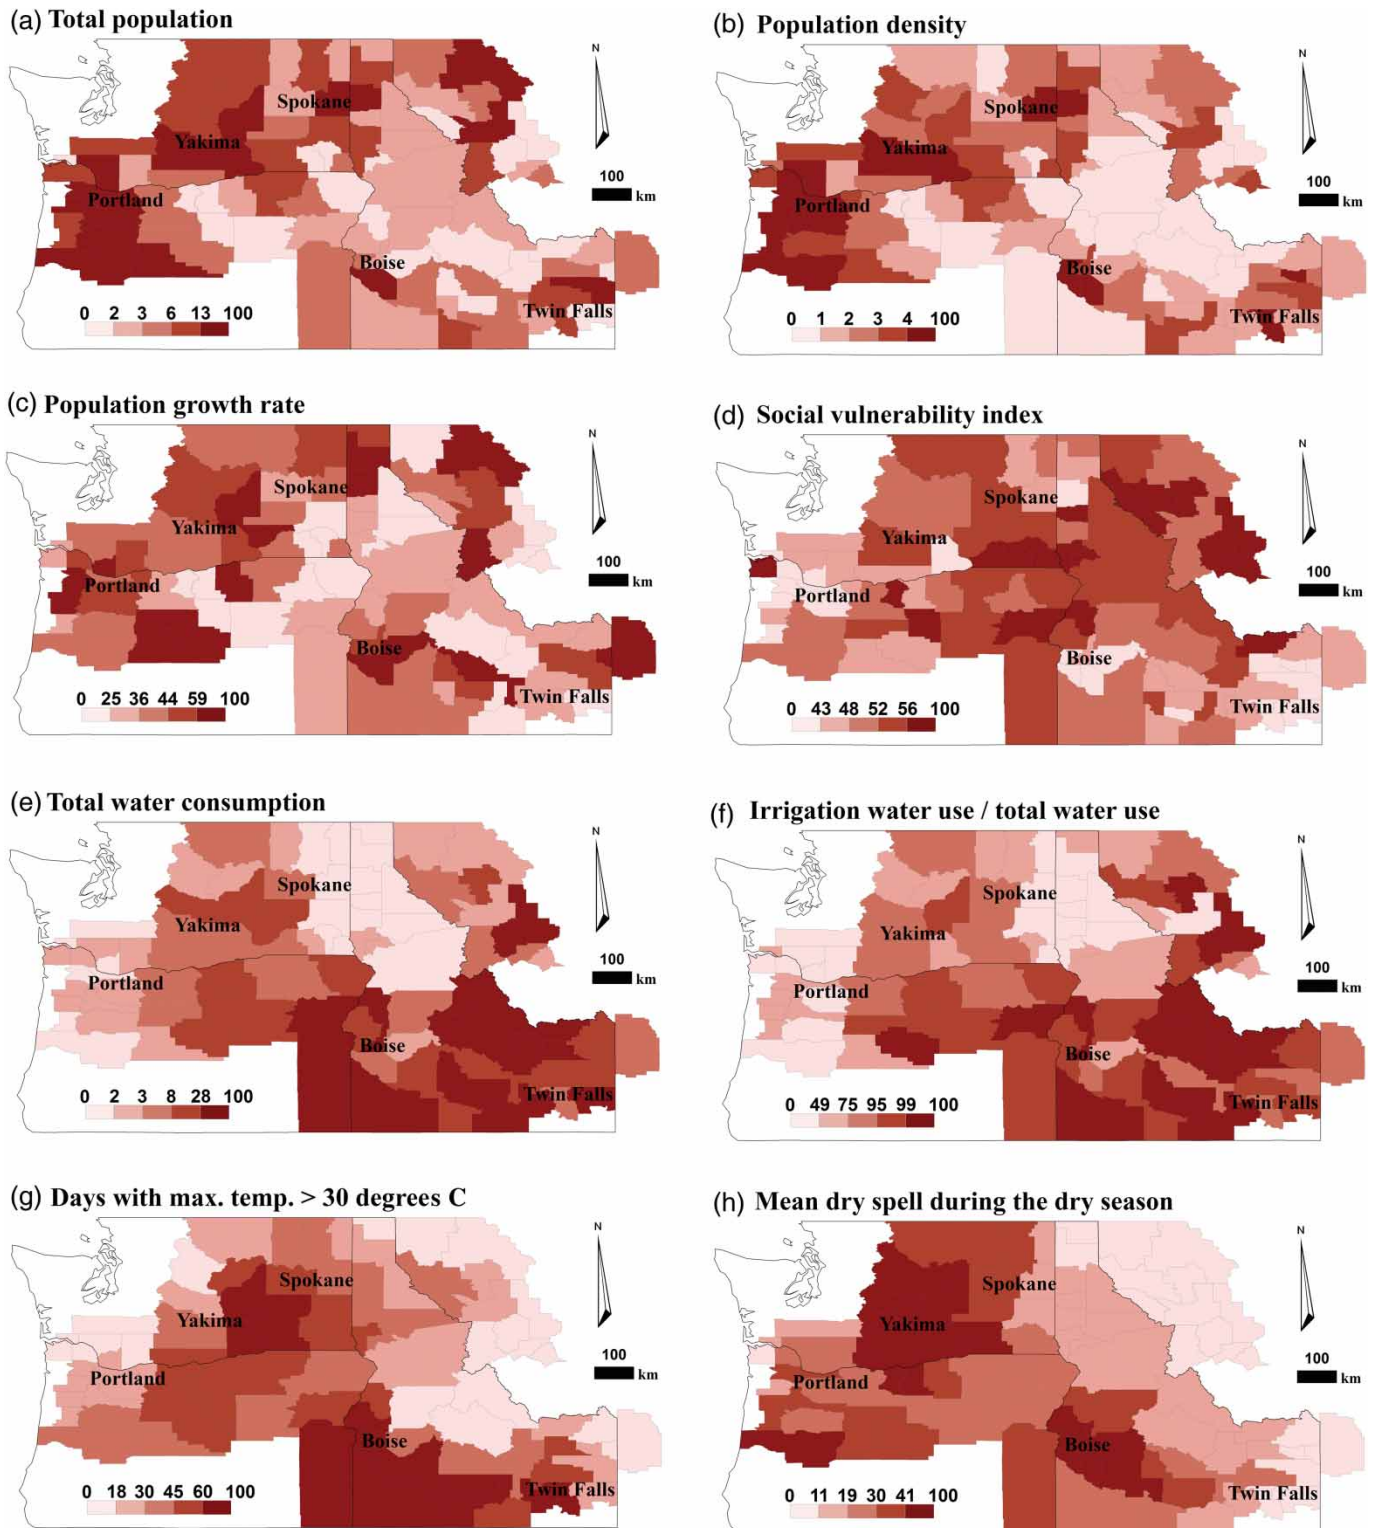 (a) Total population
N
Spokane
Yakima
Portland
Boise
Twin Falls
100
km
0 2 3 6 13 100
(b) Population density
N
Spokane
Yakima
Portland
Boise
Twin Falls
100
km
0 1 2 3 4 100
(c) Population growth rate
N
Spokane
Yakima
Portland
Boise
Twin Falls
100
km
0 25 36 44 59 100
(d) Social vulnerability index
N
Spokane
Yakima
Portland
Boise
Twin Falls
100
km
0 43 48 52 56 100
(e) Total water consumption
N
Spokane
Yakima
Portland
Boise
Twin Falls
100
km
0 2 3 8 28 100
(f) Irrigation water use / total water use
N
Spokane
Yakima
Portland
Boise
Twin Falls
100
km
0 49 75 95 99 100
(g) Days with max. temp. > 30 degrees C
N
Spokane
Yakima
Portland
Boise
Twin Falls
100
km
0 18 30 45 60 100
(h) Mean dry spell during the dry season
N
Spokane
Yakima
Portland
Boise
Twin Falls
100
km
0 11 19 30 41 100